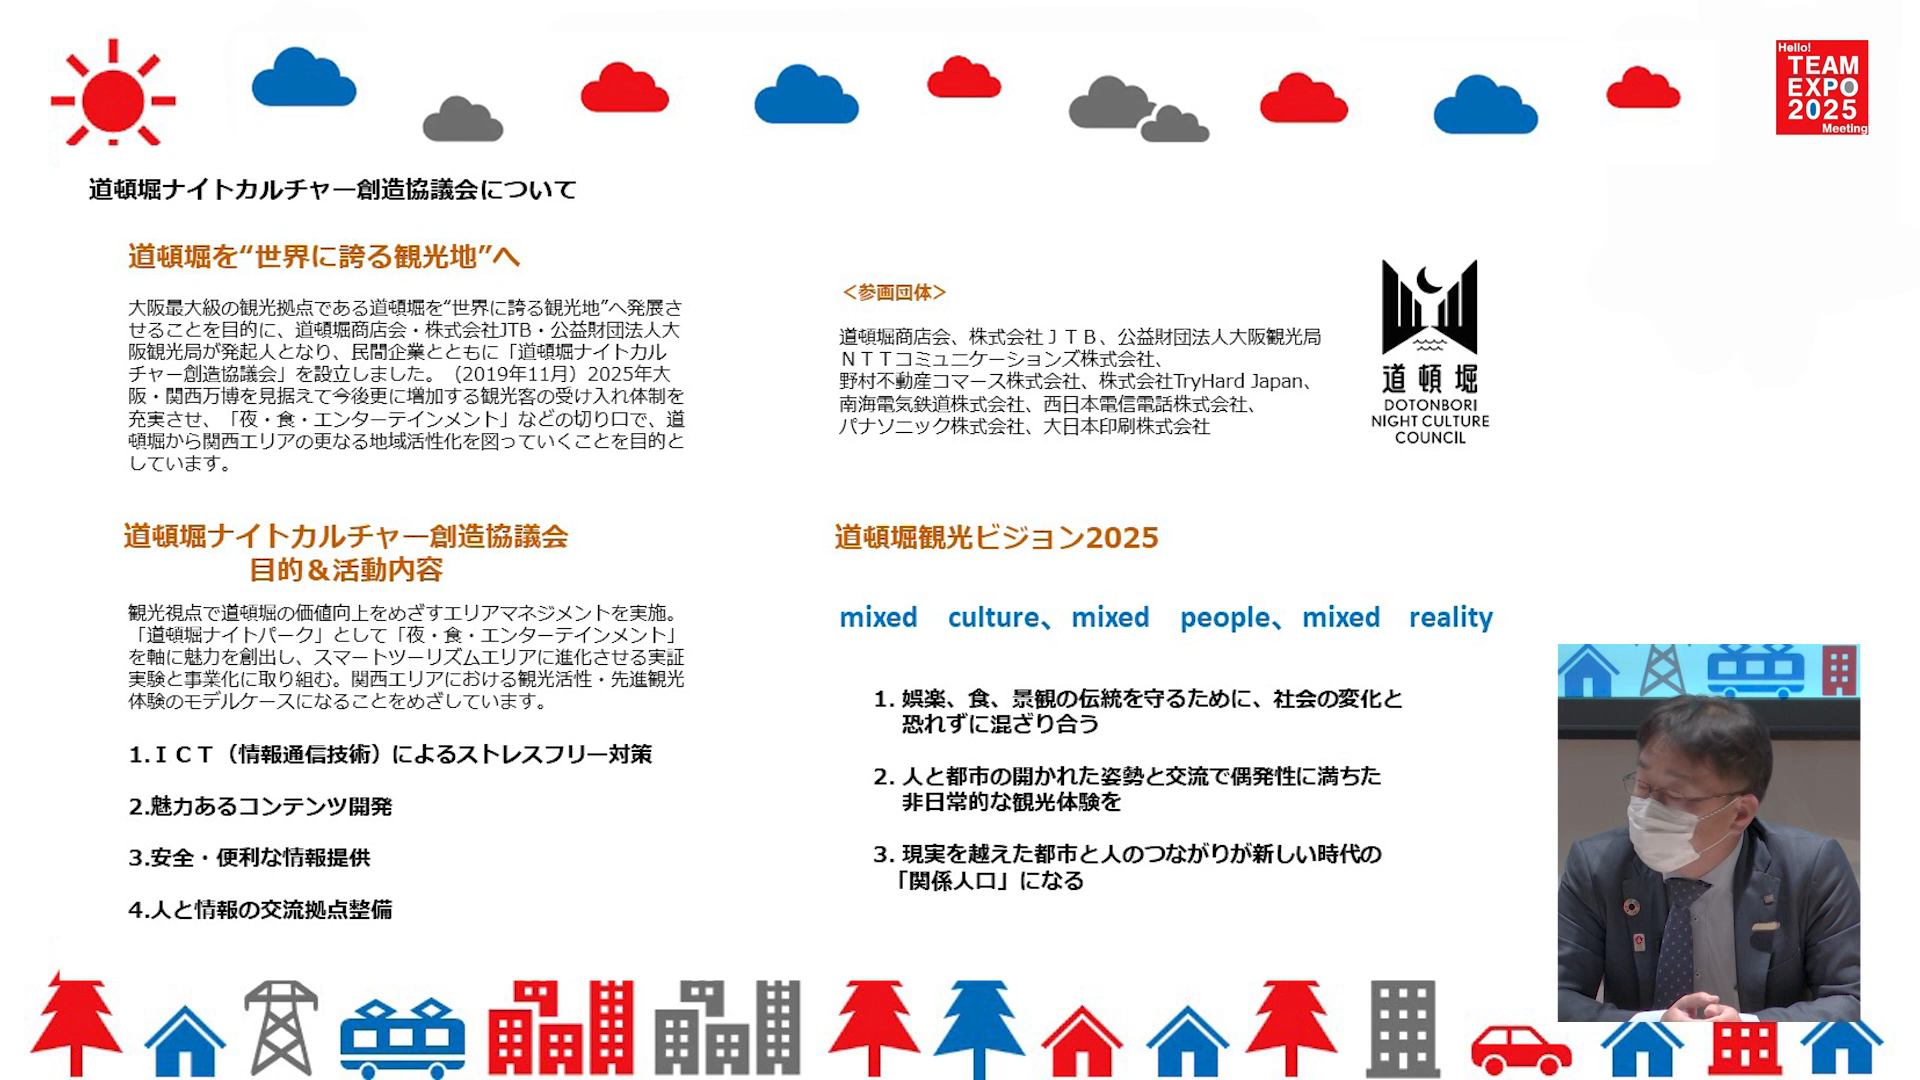 Hello!
TEAM
EXPO
2025
Meeting
道頓堀ナイトカルチャー創造協議会について
道頓堀を“世界に誇る観光地”へ
大阪最大級の観光拠点である道頓堀を“世界に誇る観光地”へ発展さ
せることを目的に、道頓堀商店会・株式会社JTB・公益財団法人大
阪観光局が発起人となり、民間企業とともに「道頓堀ナイトカル
チャー創造協議会」を設立しました。（2019年11月）2025年大
阪・関西万博を見据えて今後更に増加する観光客の受け入れ体制を
充実させ、「夜・食・エンターテインメント」などの切り口で、道
頓堀から関西エリアの更なる地域活性化を図っていくことを目的と
しています。
＜参画団体＞
道頓堀商店会、株式会社ＪＴＢ、公益財団法人大阪観光局
ＮＴＴコミュニケーションズ株式会社、
野村不動産コマース株式会社、株式会社TryHard Japan、
南海電気鉄道株式会社、西日本電信電話株式会社、
パナソニック株式会社、大日本印刷株式会社
道頓堀
DOTONBORI
NIGHT CULTURE
COUNCIL
道頓堀ナイトカルチャー創造協議会
目的＆活動内容
観光視点で道頓堀の価値向上をめざすエリアマネジメントを実施。
「道頓堀ナイトパーク」として「夜・食・エンターテインメント」
を軸に魅力を創出し、スマートツーリズムエリアに進化させる実証
実験と事業化に取り組む。関西エリアにおける観光活性・先進観光
体験のモデルケースになることをめざしています。
1.ＩＣＴ（情報通信技術）によるストレスフリー対策
2.魅力あるコンテンツ開発
3.安全・便利な情報提供
4.人と情報の交流拠点整備
道頓堀観光ビジョン2025
mixed　culture、mixed　people、mixed　reality
1. 娯楽、食、景観の伝統を守るために、社会の変化と
恐れずに混ざり合う
2. 人と都市の開かれた姿勢と交流で偶発性に満ちた
非日常的な観光体験を
3. 現実を越えた都市と人のつながりが新しい時代の
「関係人口」になる